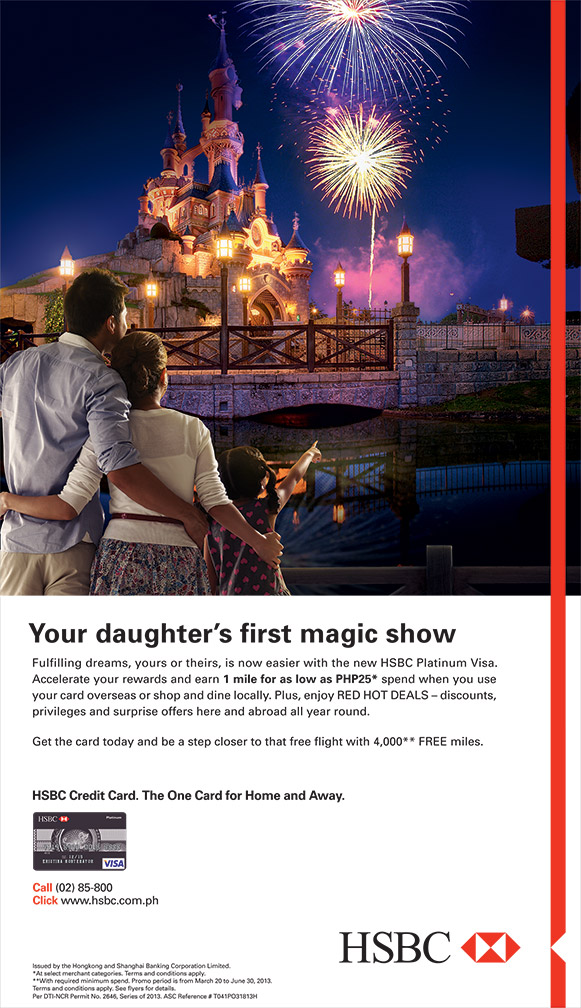 Your daughter's first magic show
Fulfilling dreams, yours or theirs, is now easier with the new HSBC Platinum Visa.
Accelerate your rewards and earn 1 mile for as low as PHP25* spend when you use
your card overseas or shop and dine locally. Plus, enjoy RED HOT DEALS – discounts,
privileges and surprise offers here and abroad all year round.
Get the card today and be a step closer to that free flight with 4,000** FREE miles.
HSBC Credit Card. The One Card for Home and Away.
HSBC Platinum
VISA
Call (02) 85-800
Click www.hsbc.com.ph
HSBC
Issued by the Hongkong and Shanghai Banking Corporation Limited.
*At select merchant categories. Terms and conditions apply.
**With required minimum spend. Promo period is from March 20 to June 30, 2013.
Terms and conditions apply. See flyers for details.
Per DTI-NCR Permit No. 2646, Series of 2013. ASC Reference # T041PO31813H